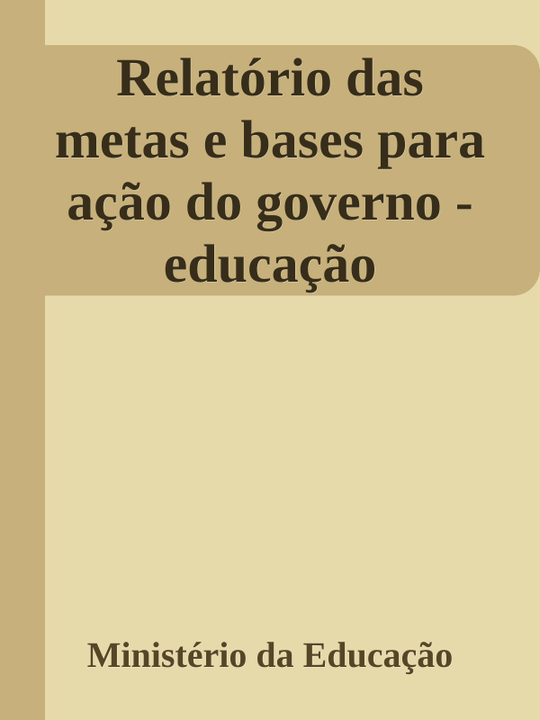 Relatório das
metas e bases para
ação do governo -
educação
Ministério da Educação